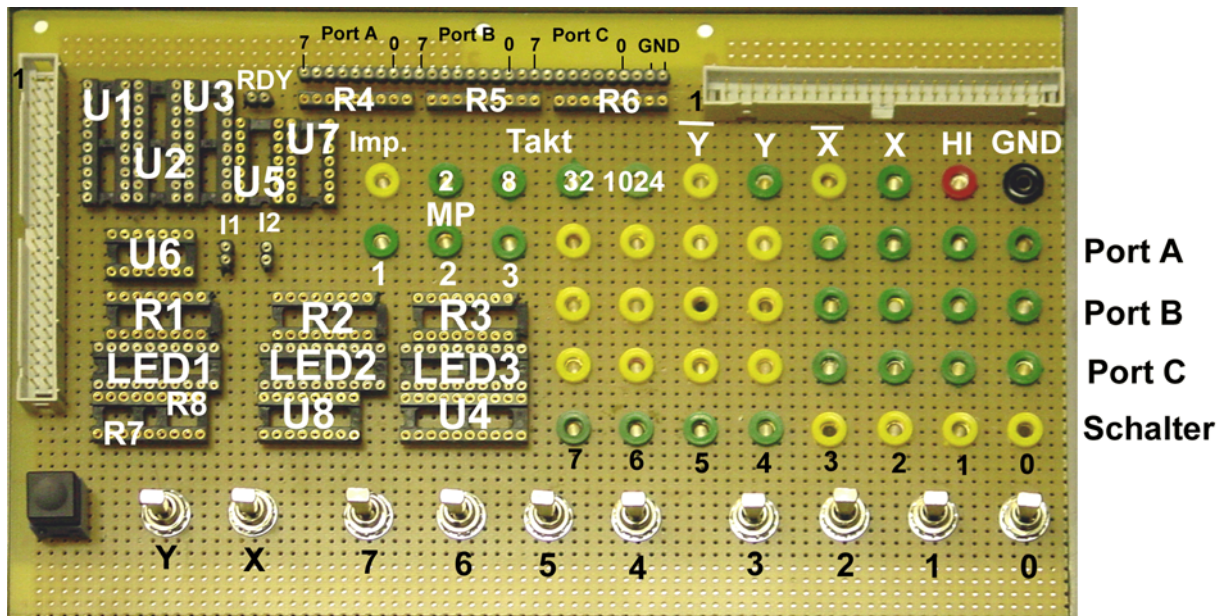 Port A Port B Port C GND
7 0 7 0 7 0
1
U1 U3 RDY R4 R5 R6 1
U2 U5 U7 Imp. Takt Y Y X X HI GND
2 8 32 1024
MP
U6 I1 I2 1 2 3 Port A
R1 R2 R3 Port B
LED1 LED2 LED3 Port C
R8
R7 U8 U4 Schalter
7 6 5 4 3 2 1 0
Y X 7 6 5 4 3 2 1 0